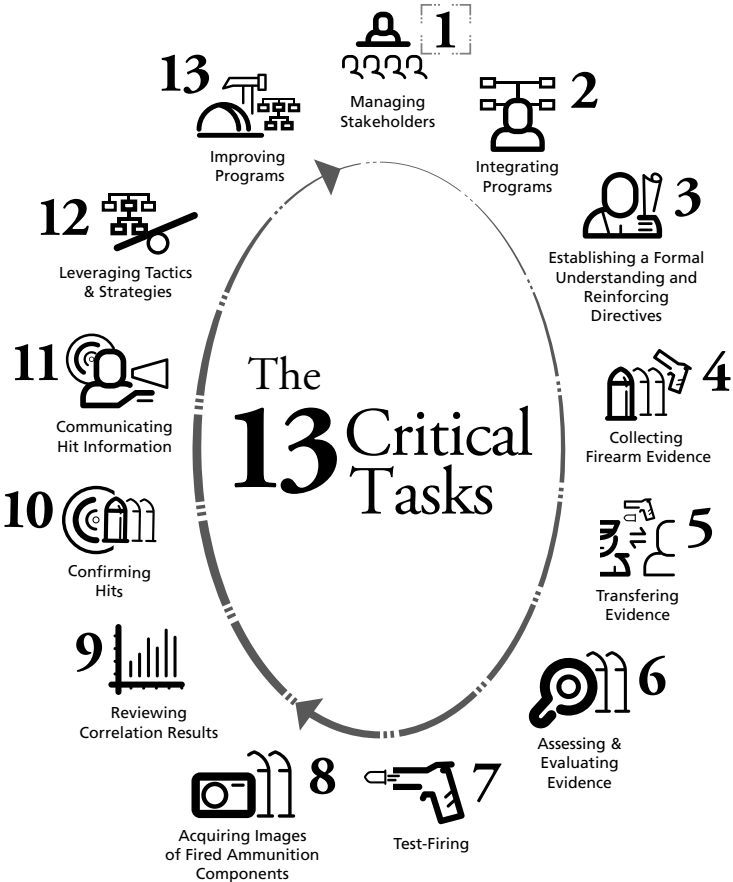 The
13 Critical
Tasks
1
Managing
Stakeholders
2
Integrating
Programs
3
Establishing a Formal
Understanding and
Reinforcing
Directives
4
Collecting
Firearm Evidence
5
Transfering
Evidence
6
Assessing &
Evaluating
Evidence
7
Test-Firing
8
Acquiring Images
of Fired Ammunition
Components
9
Reviewing
Correlation Results
10
Confirming
Hits
11
Communicating
Hit Information
12
Leveraging Tactics
& Strategies
13
Improving
Programs